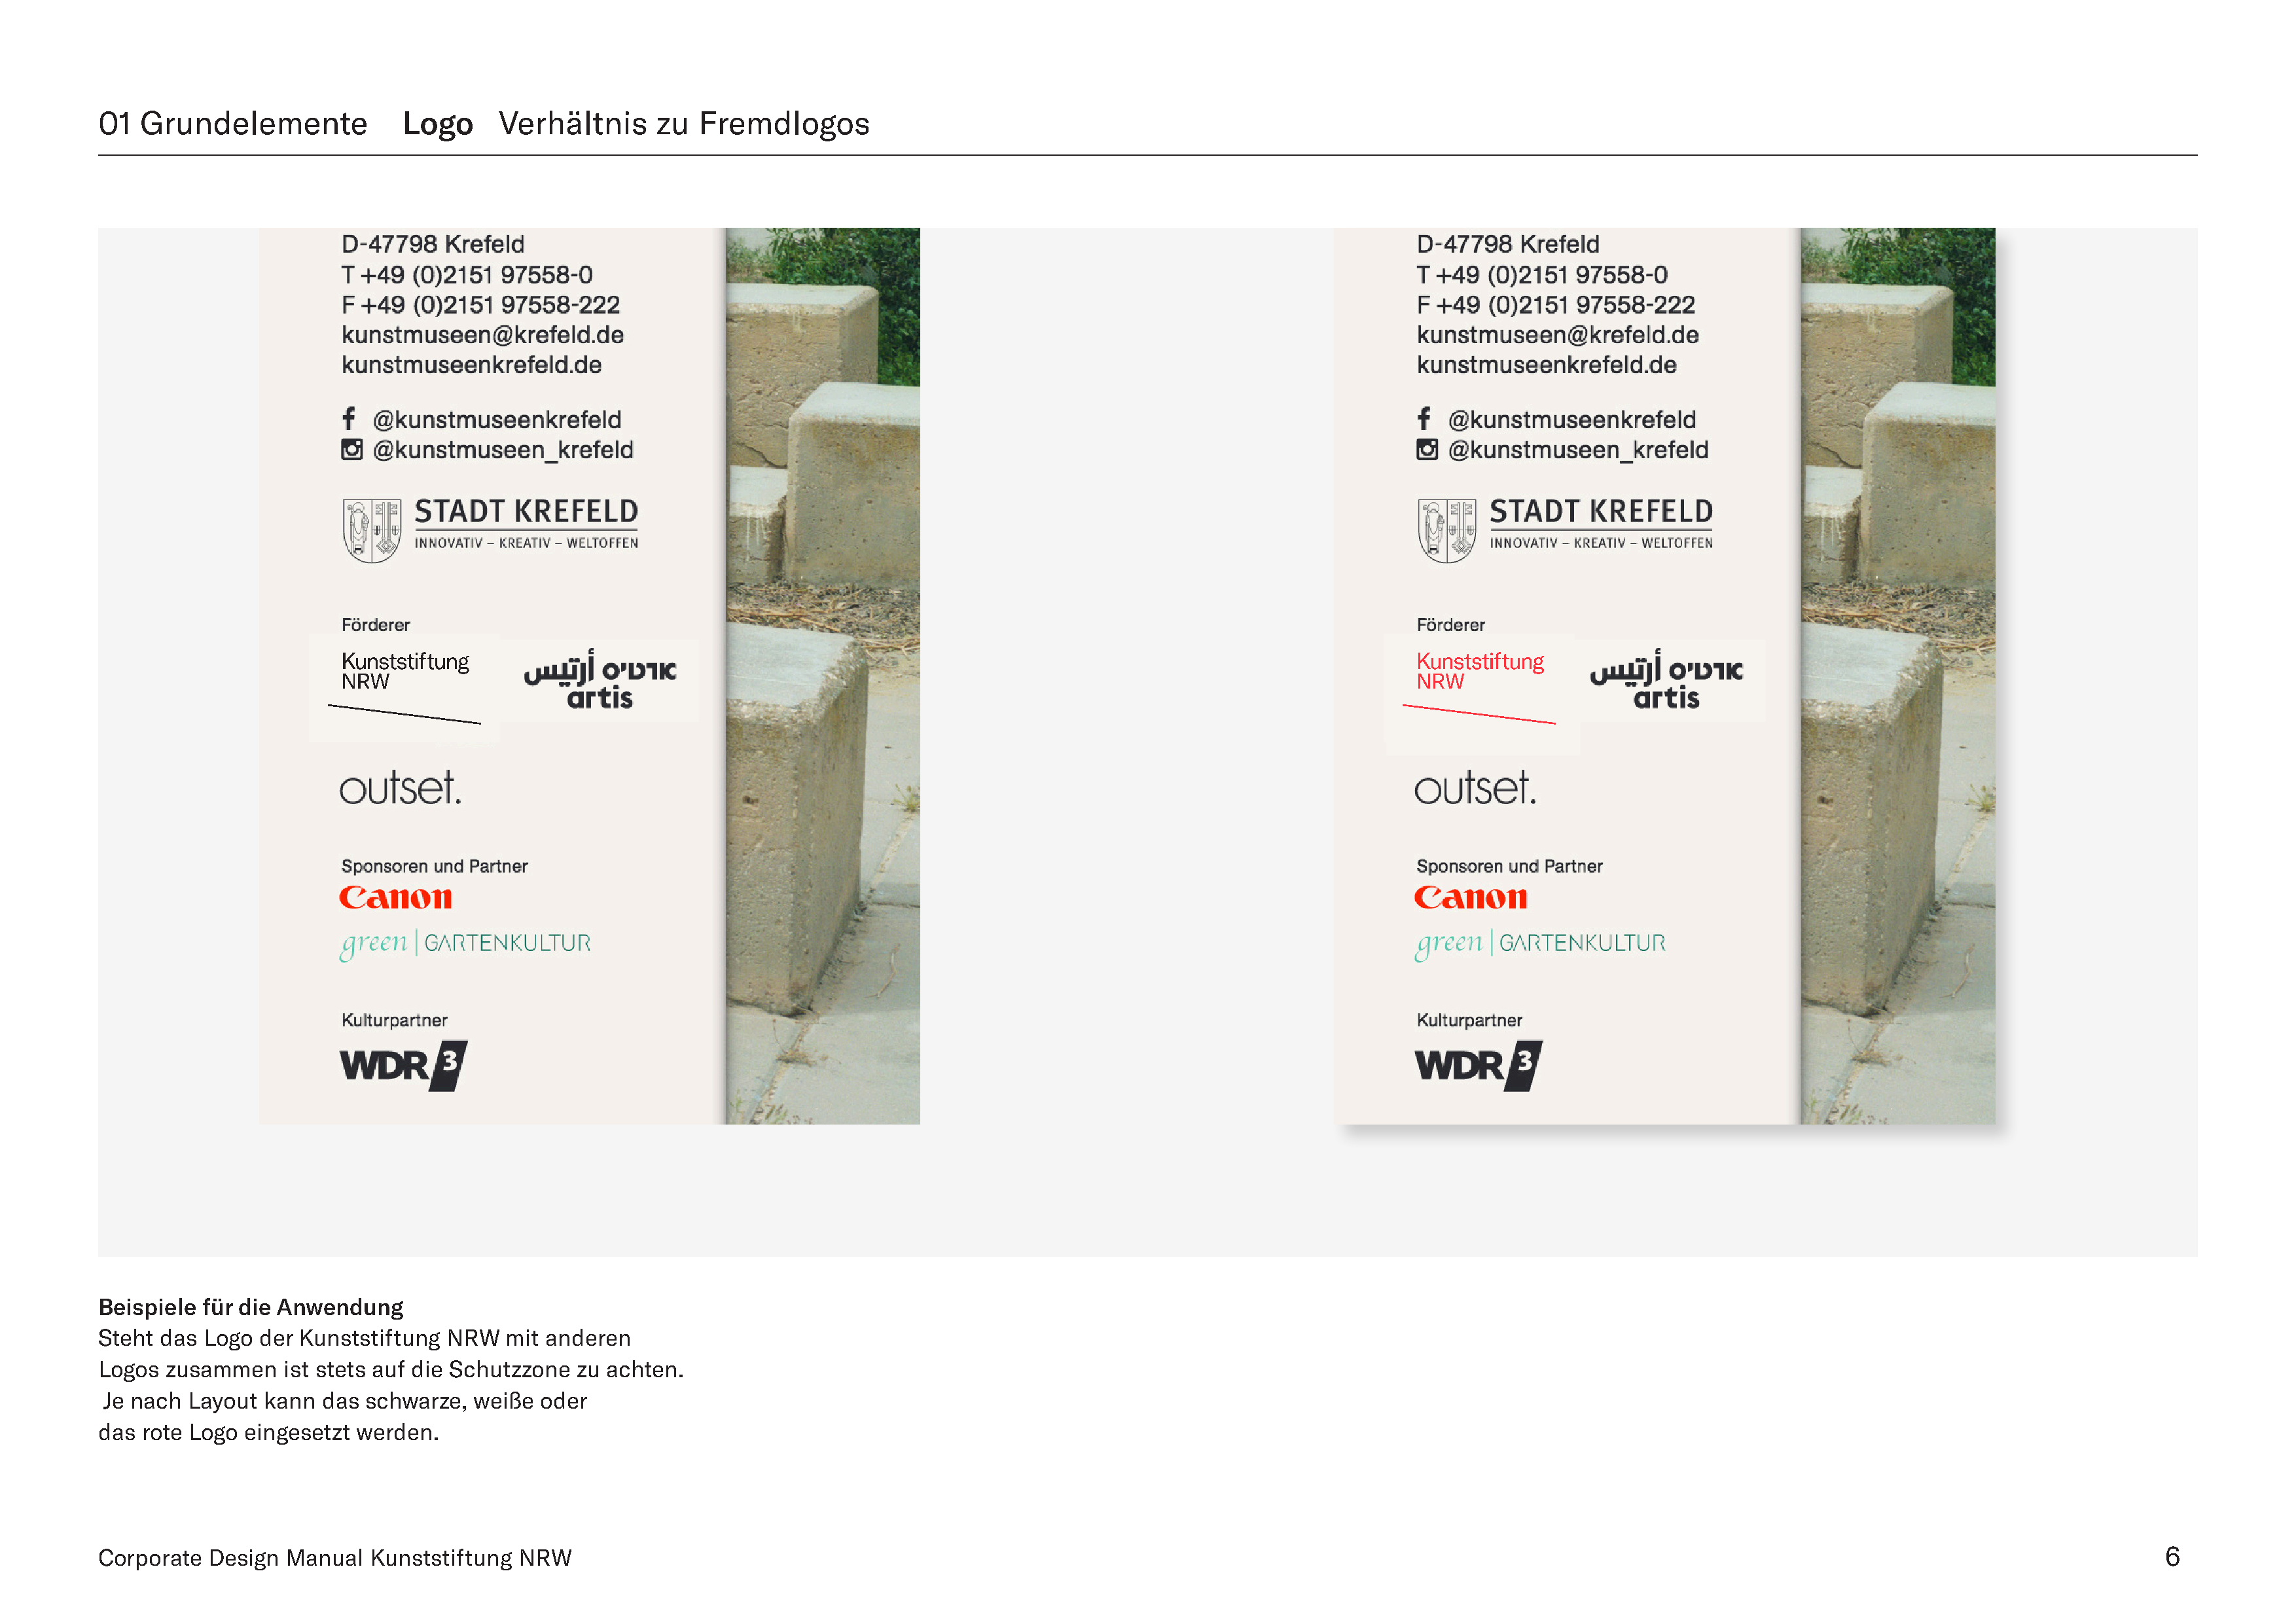 01 Grundelemente Logo Verhältnis zu Fremdlogos
D-47798 Krefeld
T +49 (0)2151 97558-0
F +49 (0)2151 97558-222
kunstmuseen@krefeld.de
kunstmuseenkrefeld.de
@kunstmuseenkrefeld
@kunstmuseen_krefeld
STADT KREFELD
INNOVATIV – KREATIV – WELTOFFEN
Förderer
Kunststiftung
NRW
ארטיס أرتيس
artis
outset.
Sponsoren und Partner
Canon
green | GARTENKULTUR
Kulturpartner
WDR 3
D-47798 Krefeld
T +49 (0)2151 97558-0
F +49 (0)2151 97558-222
kunstmuseen@krefeld.de
kunstmuseenkrefeld.de
@kunstmuseenkrefeld
@kunstmuseen_krefeld
STADT KREFELD
INNOVATIV – KREATIV – WELTOFFEN
Förderer
Kunststiftung
NRW
ארטיס أرتيس
artis
outset.
Sponsoren und Partner
Canon
green | GARTENKULTUR
Kulturpartner
WDR 3
Beispiele für die Anwendung
Steht das Logo der Kunststiftung NRW mit anderen
Logos zusammen ist stets auf die Schutzzone zu achten.
Je nach Layout kann das schwarze, weiße oder
das rote Logo eingesetzt werden.
Corporate Design Manual Kunststiftung NRW
6